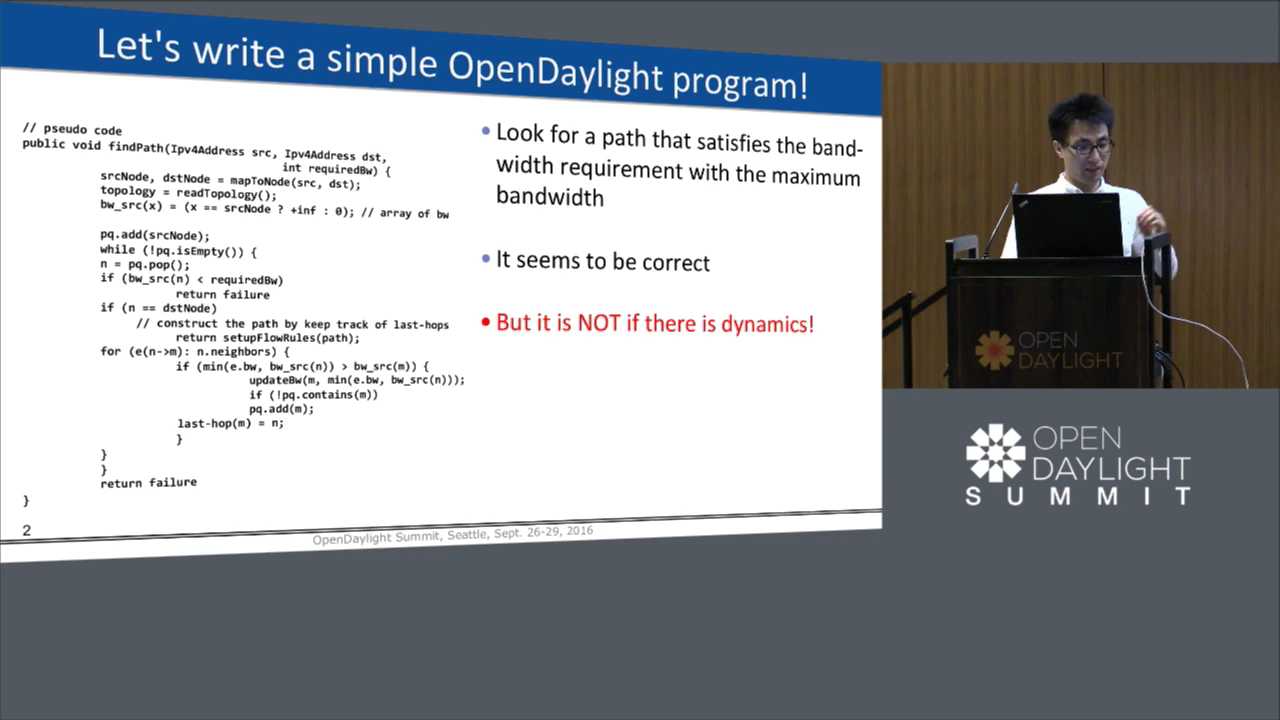 Let's write a simple OpenDaylight program!
// pseudo code
public void findPath(Ipv4Address src, Ipv4Address dst,
int requiredBw) {
srcNode, dstNode = mapToNode(src, dst);
topology = readTopology();
bw_src(x) = (x == srcNode ? +inf : 0); // array of bw
pq.add(srcNode);
while (!pq.isEmpty()) {
n = pq.pop();
if (bw_src(n) < requiredBw)
return failure
if (n == dstNode)
// construct the path by keep track of last-hops
return setupFlowRules(path);
for (e(n->m): n.neighbors) {
if (min(e.bw, bw_src(n)) > bw_src(m)) {
updateBw(m, min(e.bw, bw_src(n)));
if (!pq.contains(m))
pq.add(m);
last-hop(m) = n;
}
}
}
return failure
}
• Look for a path that satisfies the band-
width requirement with the maximum
bandwidth
• It seems to be correct
• But it is NOT if there is dynamics!
2
OpenDaylight Summit, Seattle, Sept. 26-29, 2016
OPEN
DAYLIGHT
OPEN
DAYLIGHT
SUMMIT